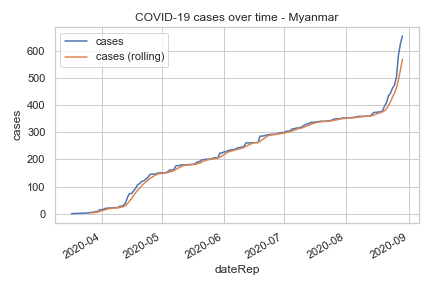 COVID-19 cases over time - Myanmar
cases
cases (rolling)
600
500
400
300
200
100
0
cases
2020-04
2020-05
2020-06
2020-07
2020-08
2020-09
dateRep